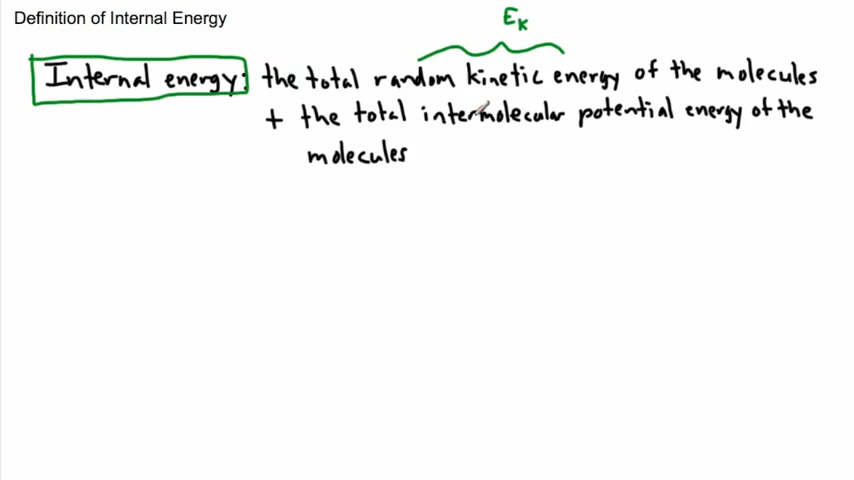 Definition of Internal Energy
EK
Internal energy: the total random kinetic energy of the molecules
+ the total intermolecular potential energy of the
molecules